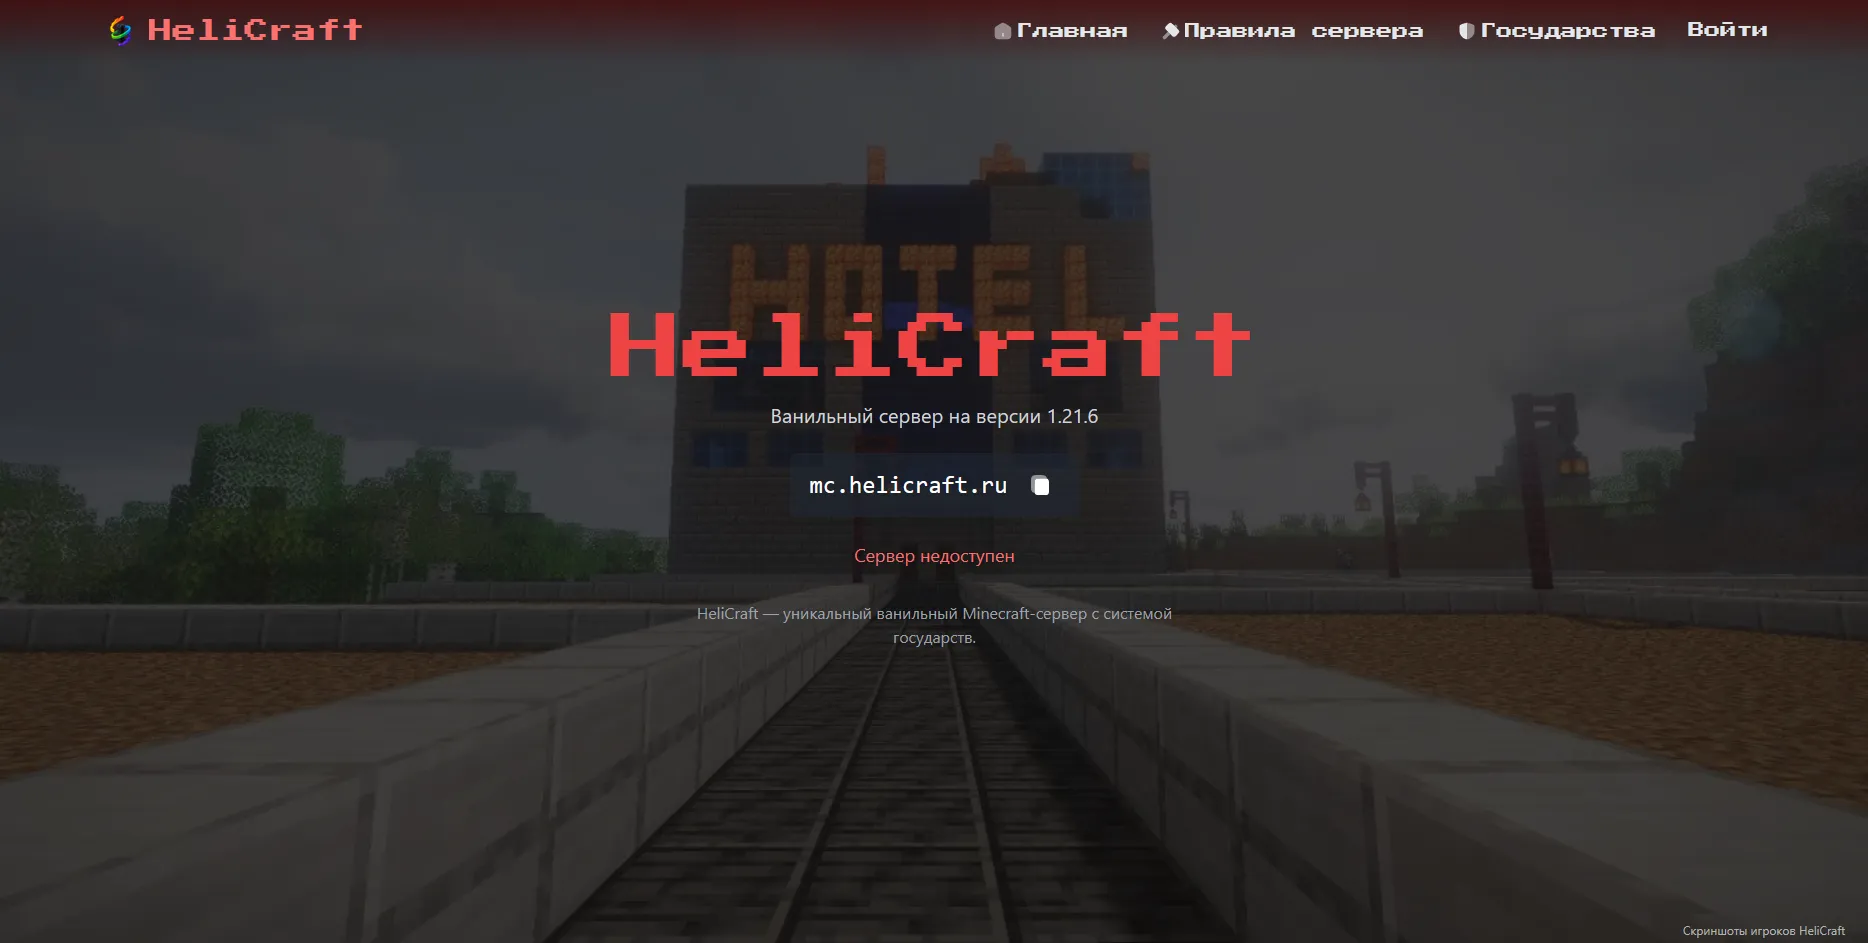 HeliCraft
Главная
Правила сервера
Государства
Войти
HOTEL
HeliCraft
Ванильный сервер на версии 1.21.6
mc.helicraft.ru
Сервер недоступен
HeliCraft — уникальный ванильный Minecraft-сервер с системой
государств.
Скриншоты игроков HeliCraft